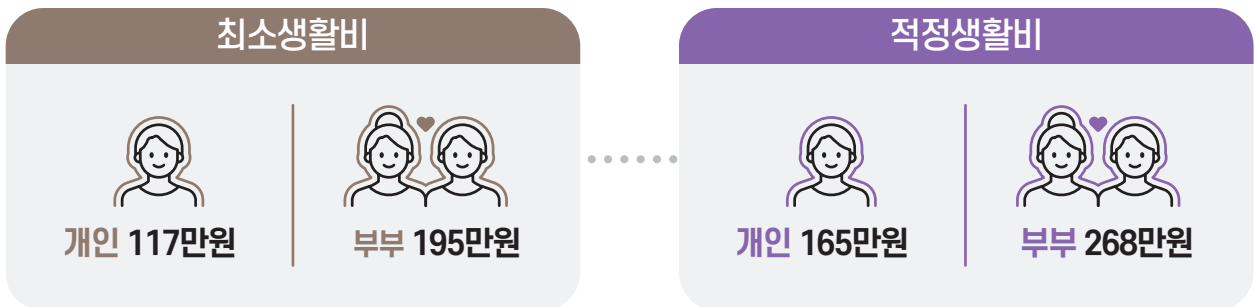 최소생활비
개인 117만원
부부 195만원
적정생활비
개인 165만원
부부 268만원